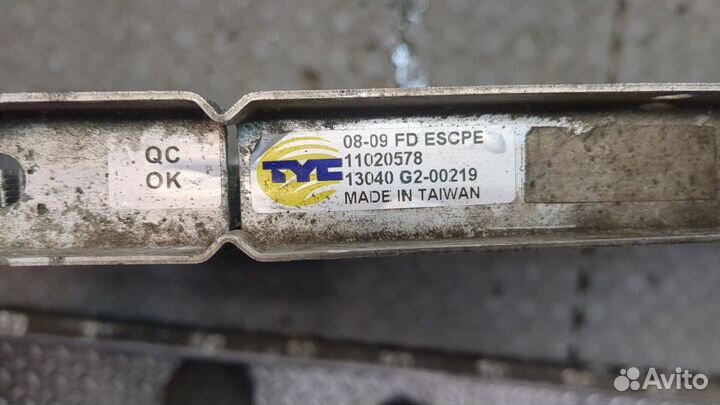 QC
OK
TYC
08-09 FD ESCPE
11020578
13040 G2-00219
MADE IN TAIWAN
Avito